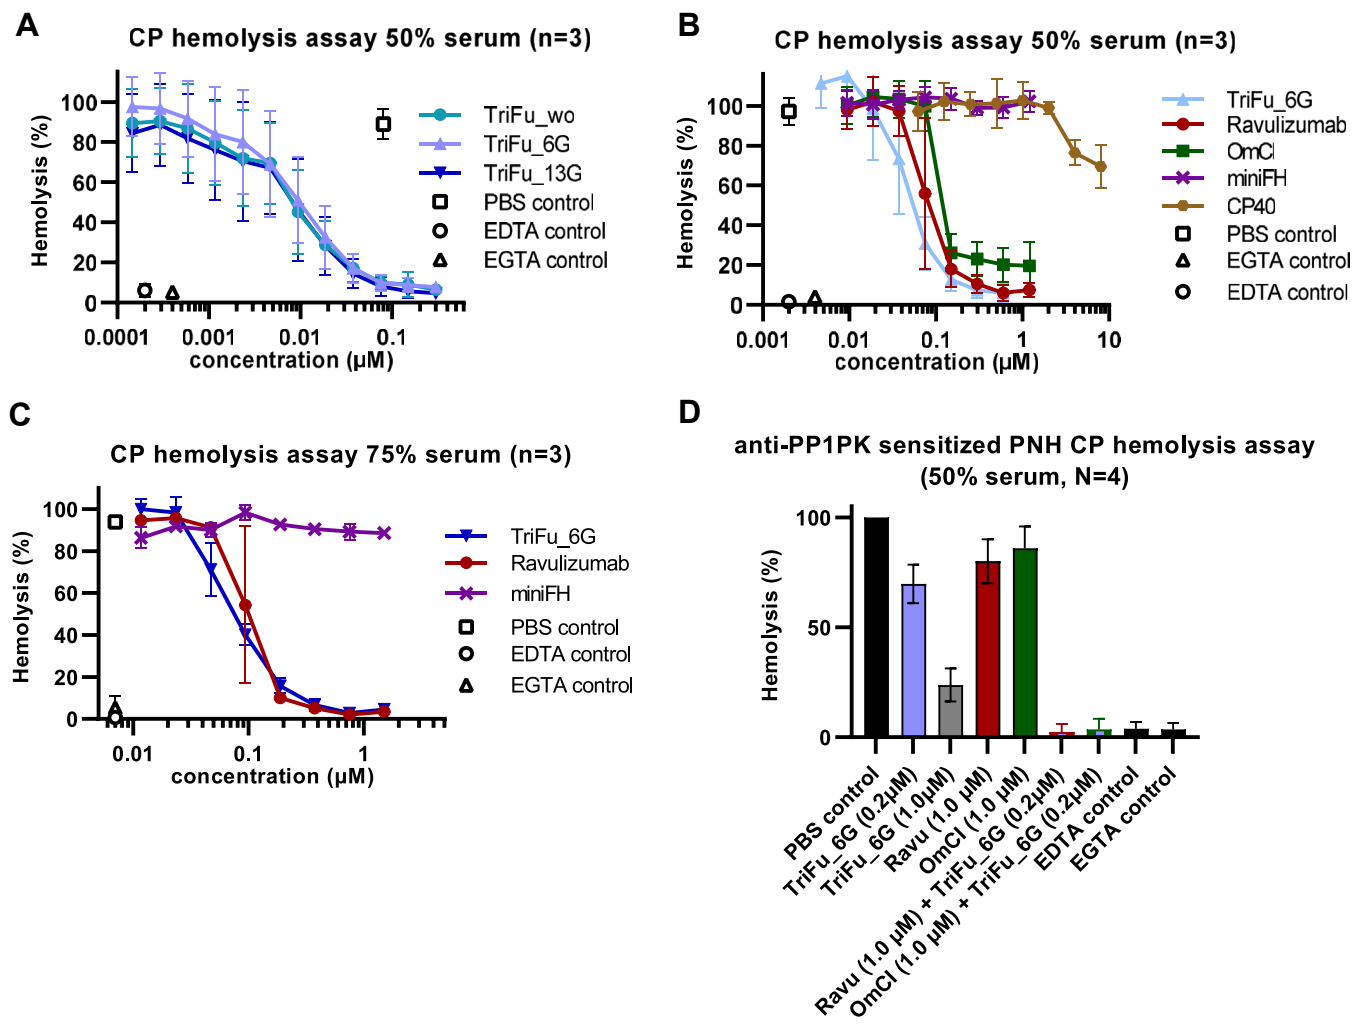 A
CP hemolysis assay 50% serum (n=3)
Hemolysis (%)
100
80
60
40
20
0
0.0001
0.01
0.1
concentration (μM)
TriFu_wo
TriFu_6G
TriFu_13G
PBS control
EDTA control
EGTA control
B
CP hemolysis assay 50% serum (n=3)
Hemolysis (%)
100
80
60
40
20
0
0.001
0.01
0.1
1
10
concentration (μM)
TriFu_6G
Ravulizumab
OmCI
miniFH
CP40
PBS control
EGTA control
EDTA control
C
CP hemolysis assay 75% serum (n=3)
Hemolysis (%)
100
80
60
40
20
0
0.01
0.1
1
concentration (μM)
TriFu_6G
Ravulizumab
miniFH
PBS control
EDTA control
EGTA control
D
anti-PP1PK sensitized PNH CP hemolysis assay
(50% serum, N=4)
Hemolysis (%)
100
50
0
PBS control
TriFu_6G (0.2μM)
TriFu_6G (1.0μM)
Ravu (1.0 μM)
OmCI (1.0 μM)
Ravu (1.0 μM) + TriFu_6G (0.2μM)
OmCI (1.0 μM) + TriFu_6G (0.2μM)
EDTA control
EGTA control